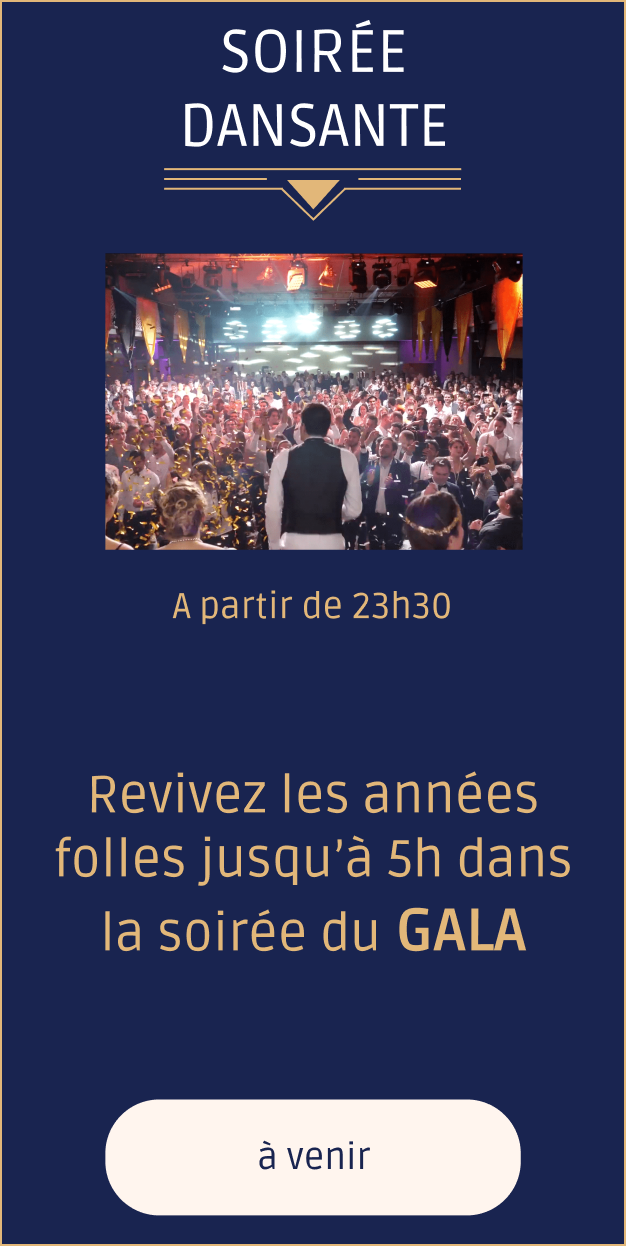 SOIRÉE
DANSANTE
A partir de 23h30
Revivez les années
folles jusqu’à 5h dans
la soirée du GALA
à venir